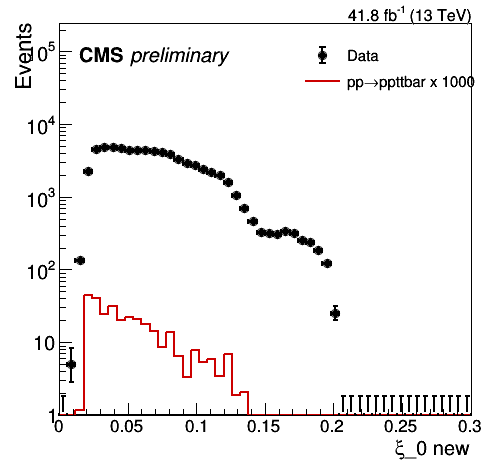 41.8 fb⁻¹ (13 TeV)
Events
CMS preliminary
Data
pp→ppttbar x 1000
10⁵
10⁴
10³
10²
10
1
0 0.05 0.1 0.15 0.2 0.25 0.3
ξ_0 new